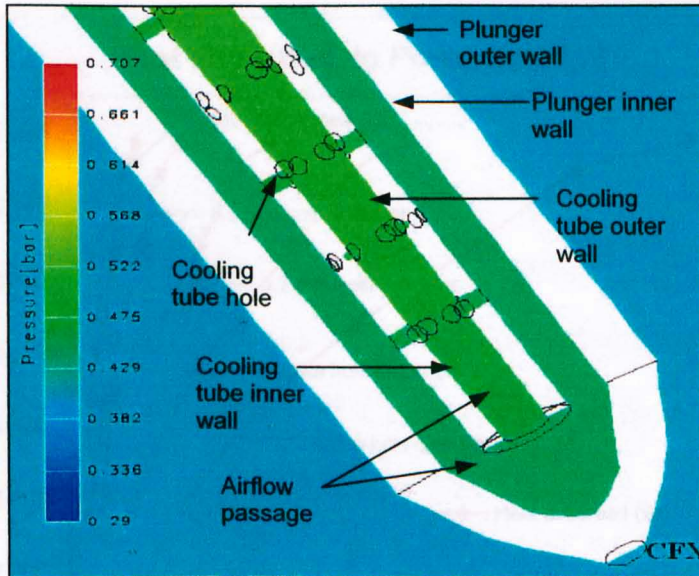 Plunger
outer wall
Plunger inner
wall
Cooling
tube outer
wall
Cooling
tube hole
Cooling
tube inner
wall
Airflow
passage
Pressure[bar]
0.707
0.661
0.614
0.568
0.522
0.475
0.429
0.382
0.336
0.29
CFX